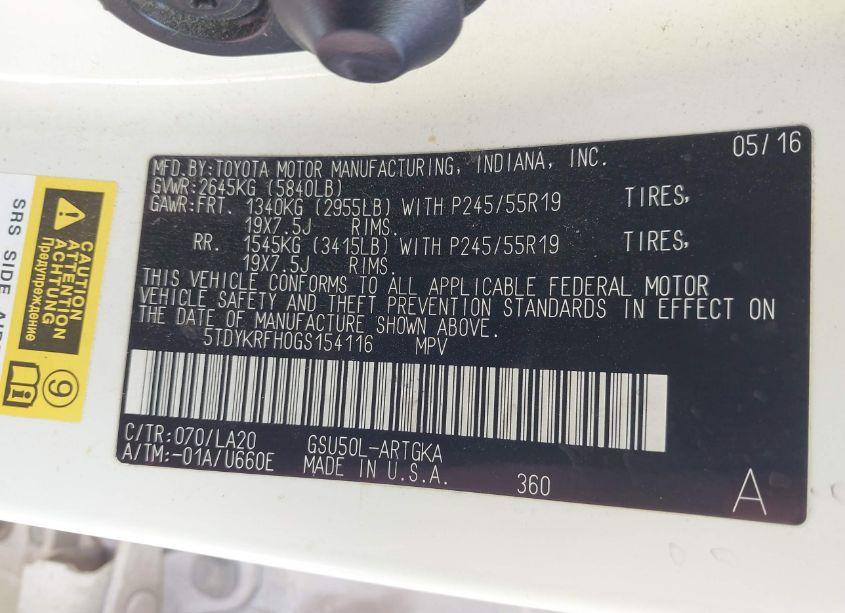 05/16
MFD.BY:TOYOTA MOTOR MANUFACTURING, INDIANA, INC.
GVWR:2645KG (5840LB)
GAWR:FRT. 1340KG (2955LB) WITH P245/55R19 TIRES,
19X7.5J RIMS.
RR. 1545KG (3415LB) WITH P245/55R19 TIRES,
19X7.5J RIMS.
THIS VEHICLE CONFORMS TO ALL APPLICABLE FEDERAL MOTOR
VEHICLE SAFETY AND THEFT PREVENTION STANDARDS IN EFFECT ON
THE DATE OF MANUFACTURE SHOWN ABOVE.
5TDYKRFH0GS154116 MPV
C/TR:070/LA20 GSU50L-ARTGKA
A/TM:-01A/U660E MADE IN U.S.A. 360 A
CAUTION
ATTENTION
ACHTUNG
Предупреждение
9
SRS SIDE